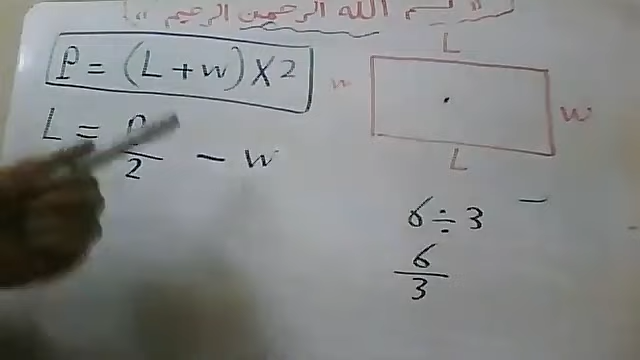 بسم الله الرحمن الرحيم
P = (L + w) X 2
L = P/2 - w
L
w
w
L
6 ÷ 3 -
6/3